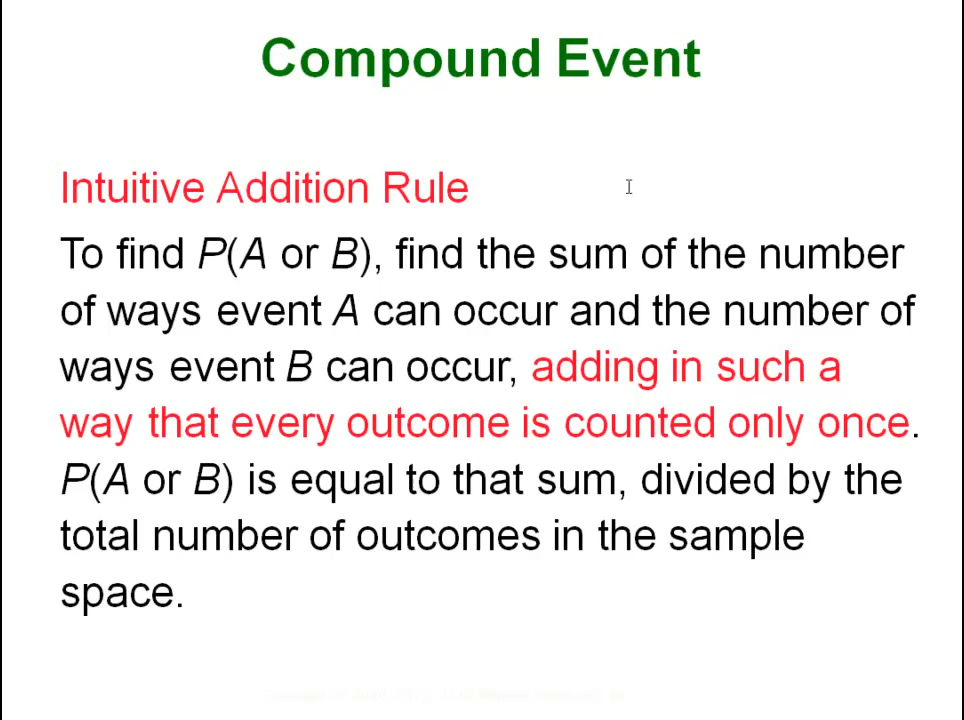 Compound Event
Intuitive Addition Rule
To find P(A or B), find the sum of the number
of ways event A can occur and the number of
ways event B can occur, adding in such a
way that every outcome is counted only once.
P(A or B) is equal to that sum, divided by the
total number of outcomes in the sample
space.